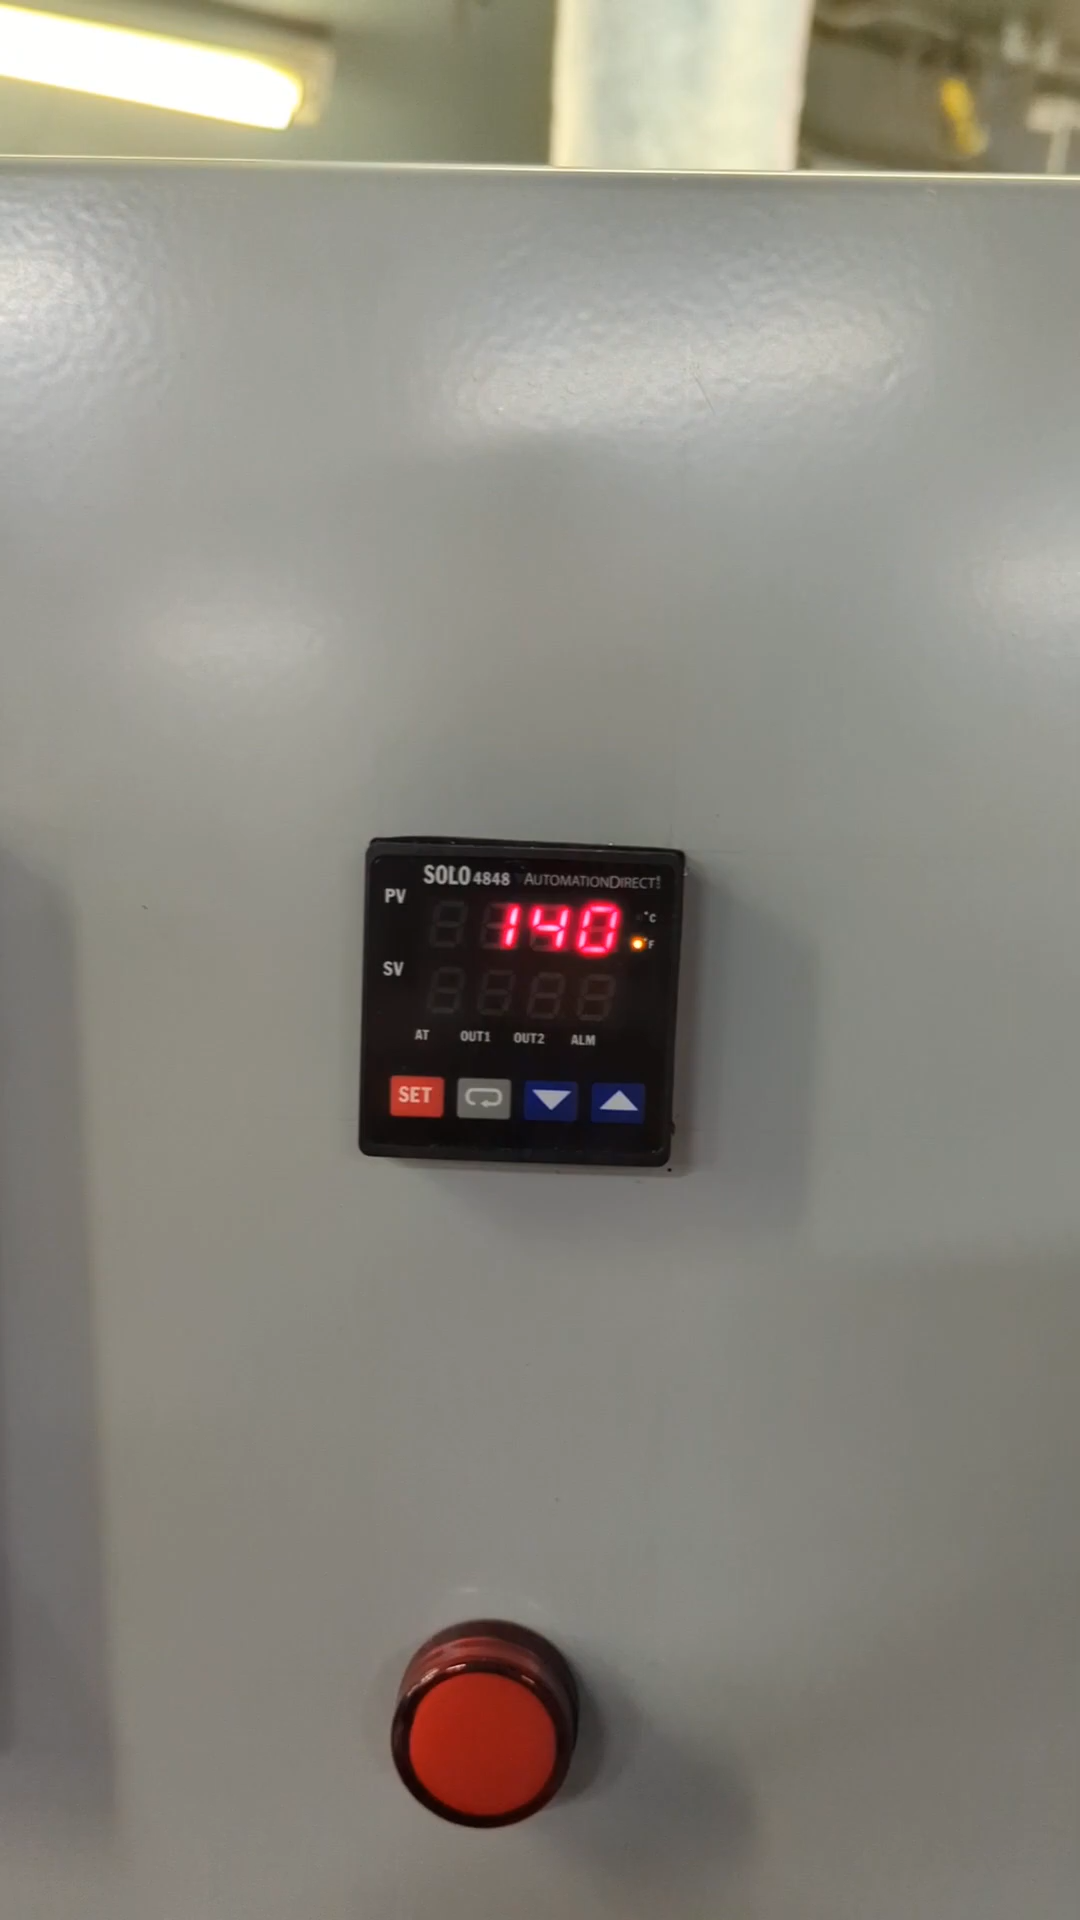 SOLO 4848 AUTOMATIONDIRECT
PV 140 °C
°F
SV
AT OUT1 OUT2 ALM
SET